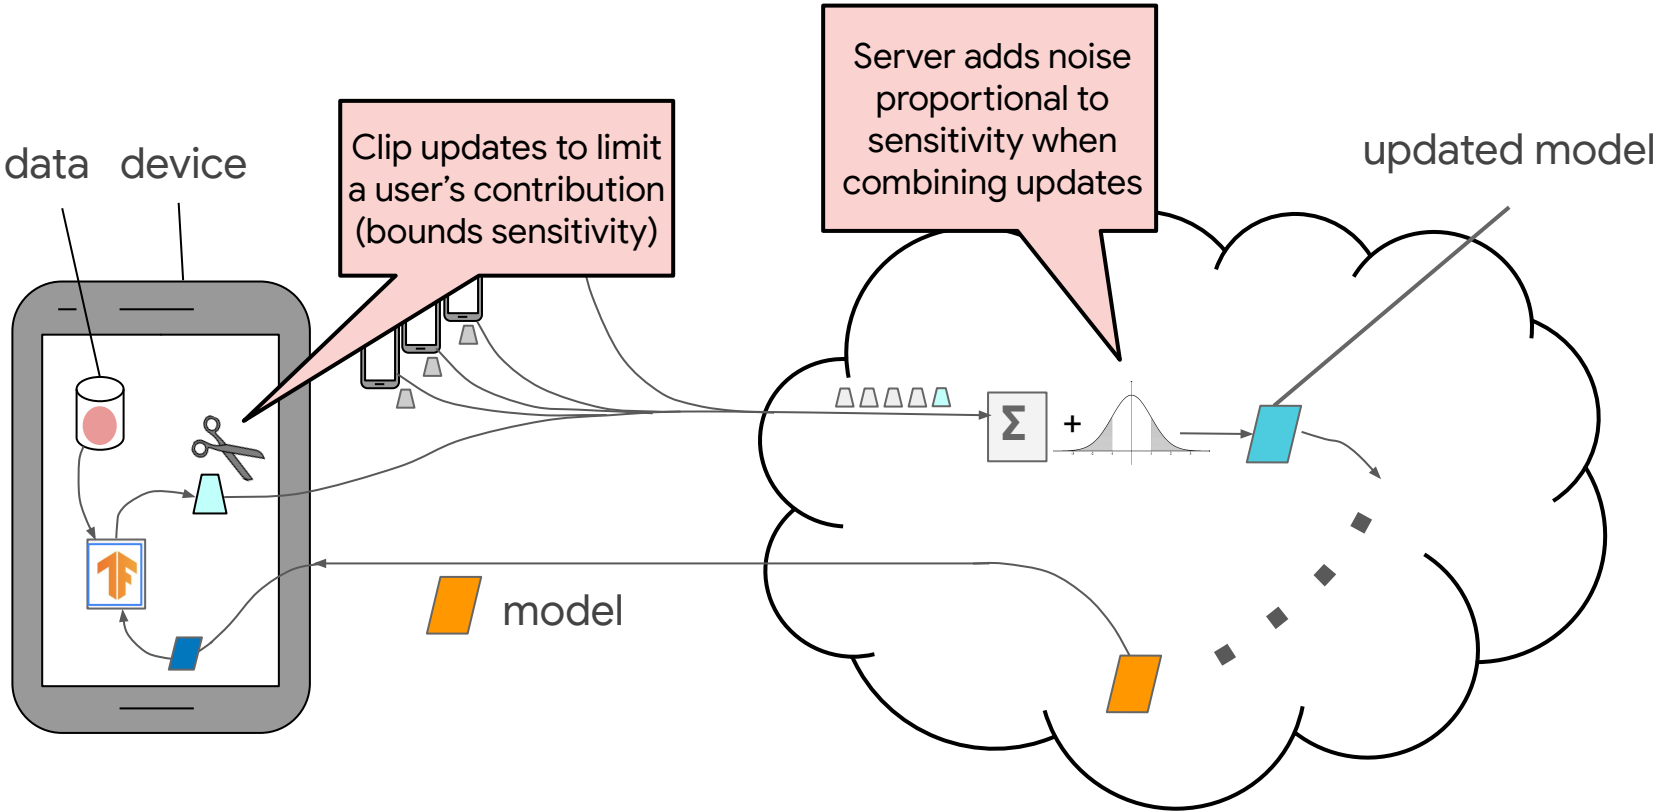 Server adds noise
proportional to
sensitivity when
combining updates
Clip updates to limit
a user’s contribution
(bounds sensitivity)
data
device
updated model
Σ
+
TF
model